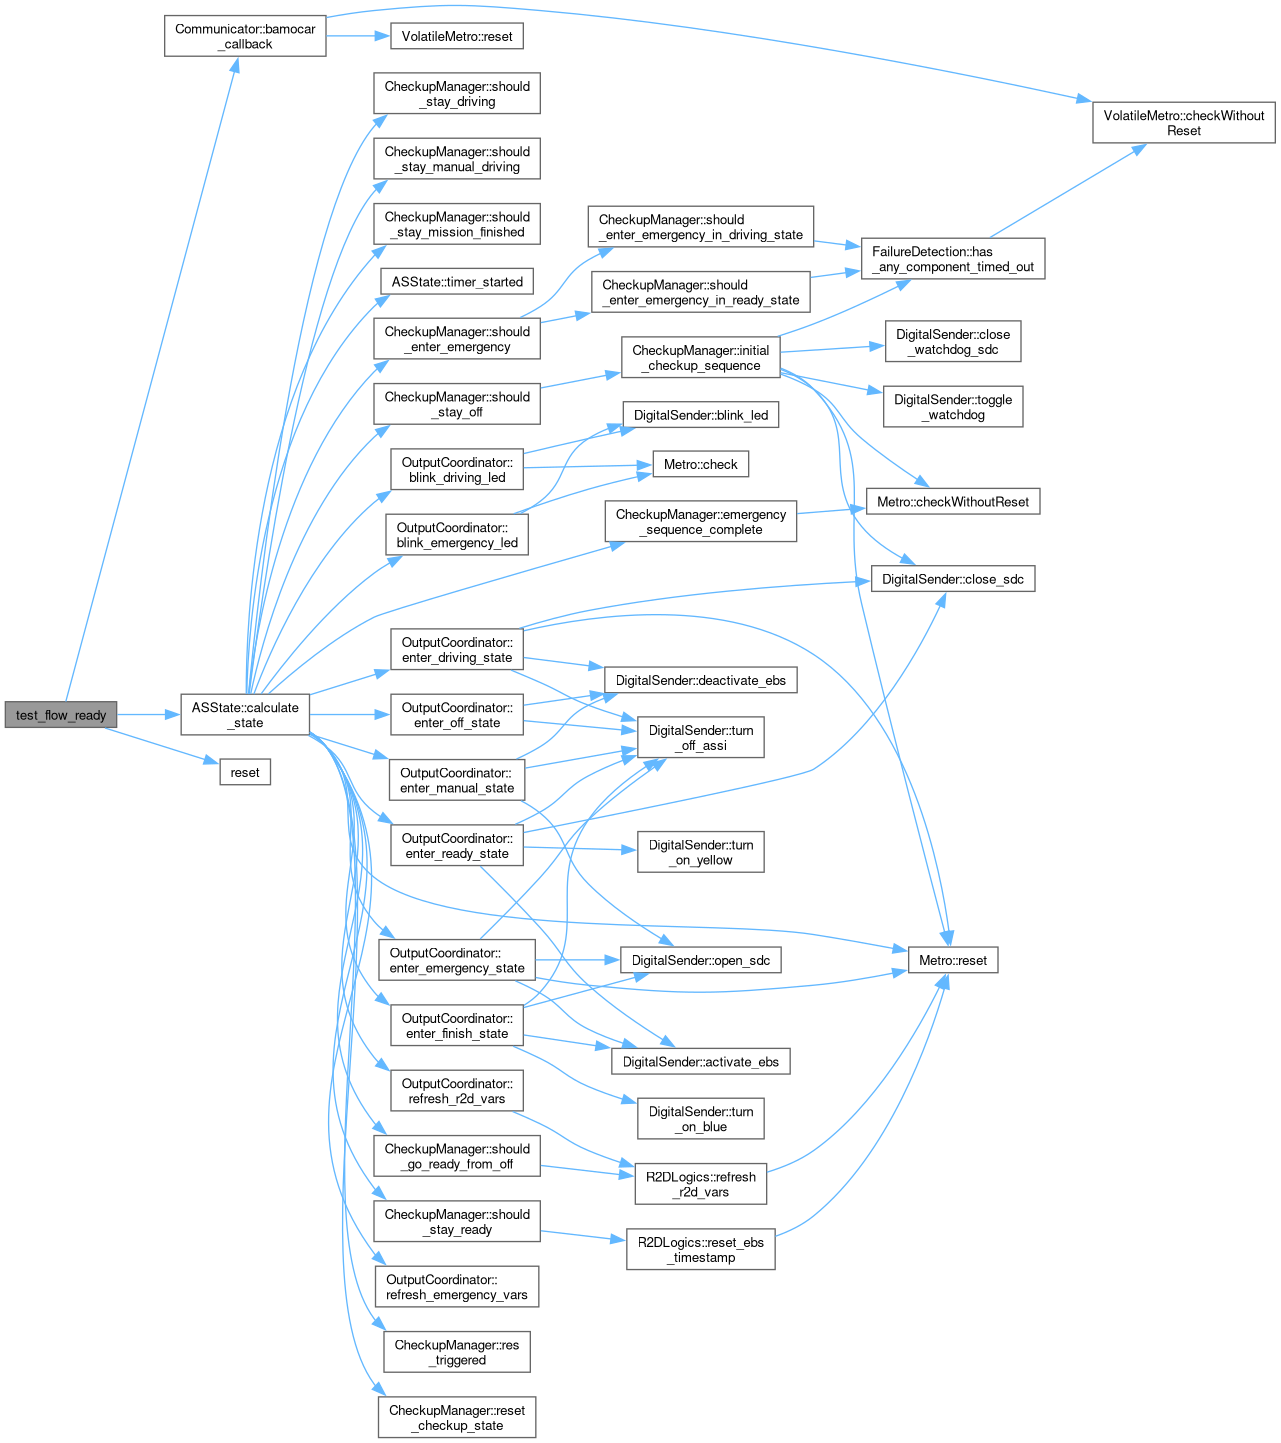 Communicator::bamocar
_callback
VolatileMetro::reset
CheckupManager::should
_stay_driving
VolatileMetro::checkWithout
Reset
CheckupManager::should
_stay_manual_driving
CheckupManager::should
_stay_mission_finished
CheckupManager::should
_enter_emergency_in_driving_state
FailureDetection::has
_any_component_timed_out
ASState::timer_started
CheckupManager::should
_enter_emergency_in_ready_state
CheckupManager::should
_enter_emergency
CheckupManager::initial
_checkup_sequence
DigitalSender::close
_watchdog_sdc
CheckupManager::should
_stay_off
DigitalSender::toggle
_watchdog
DigitalSender::blink_led
OutputCoordinator::
blink_driving_led
Metro::check
Metro::checkWithoutReset
OutputCoordinator::
blink_emergency_led
CheckupManager::emergency
_sequence_complete
DigitalSender::close_sdc
OutputCoordinator::
enter_driving_state
DigitalSender::deactivate_ebs
test_flow_ready
ASState::calculate
_state
OutputCoordinator::
enter_off_state
DigitalSender::turn
_off_assi
reset
OutputCoordinator::
enter_manual_state
OutputCoordinator::
enter_ready_state
DigitalSender::turn
_on_yellow
OutputCoordinator::
enter_emergency_state
DigitalSender::open_sdc
Metro::reset
OutputCoordinator::
enter_finish_state
DigitalSender::activate_ebs
OutputCoordinator::
refresh_r2d_vars
DigitalSender::turn
_on_blue
CheckupManager::should
_go_ready_from_off
R2DLogics::refresh
_r2d_vars
CheckupManager::should
_stay_ready
R2DLogics::reset_ebs
_timestamp
OutputCoordinator::
refresh_emergency_vars
CheckupManager::res
_triggered
CheckupManager::reset
_checkup_state